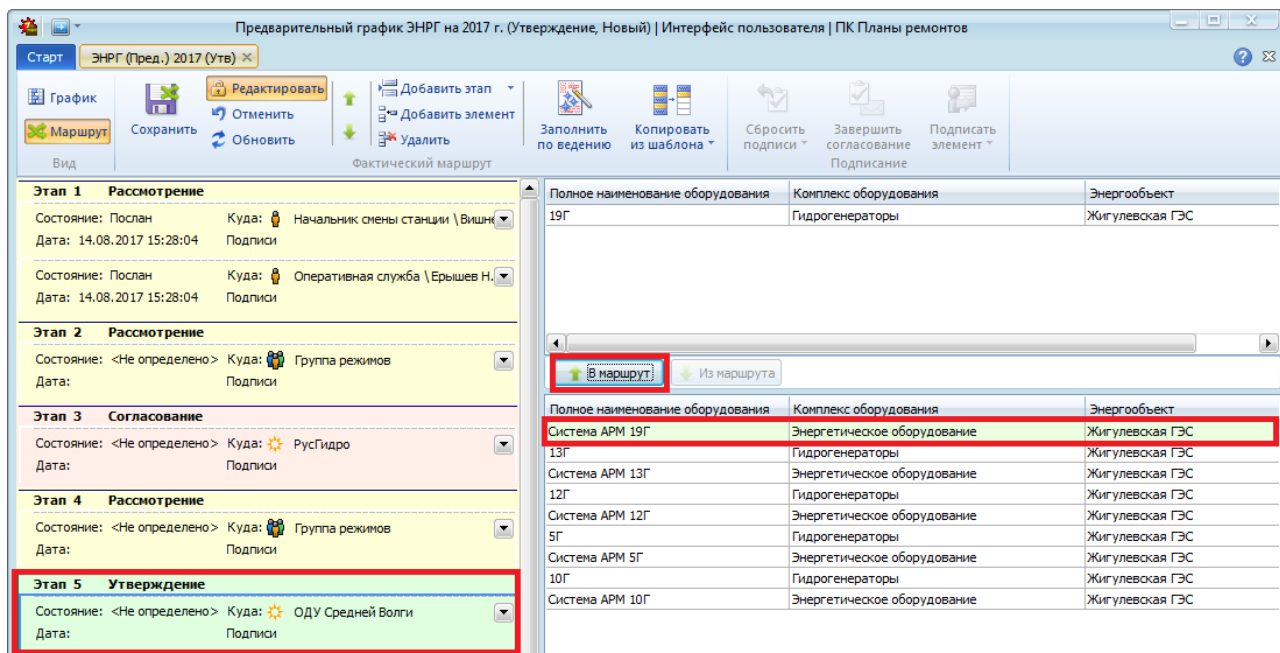 Предварительный график ЭНРГ на 2017 г. (Утверждение, Новый) | Интерфейс пользователя | ПК Планы ремонтов
Старт ЭНРГ (Пред.) 2017 (Утв)
График
Маршрут
Вид
Сохранить
Редактировать
Отменить
Обновить
Добавить этап
Добавить элемент
Удалить
Фактический маршрут
Заполнить по ведению
Копировать из шаблона
Сбросить подписи
Завершить согласование
Подписать элемент
Подписание
Этап 1 Рассмотрение
Состояние: Послан Куда: Начальник смены станции \ Вишне
Дата: 14.08.2017 15:28:04 Подписи
Состояние: Послан Куда: Оперативная служба \ Ерышев Н.
Дата: 14.08.2017 15:28:04 Подписи
Этап 2 Рассмотрение
Состояние: <Не определено> Куда: Группа режимов
Дата: Подписи
Этап 3 Согласование
Состояние: <Не определено> Куда: РусГидро
Дата: Подписи
Этап 4 Рассмотрение
Состояние: <Не определено> Куда: Группа режимов
Дата: Подписи
Этап 5 Утверждение
Состояние: <Не определено> Куда: ОДУ Средней Волги
Дата: Подписи
Полное наименование оборудования Комплекс оборудования Энергообъект
19Г Гидрогенераторы Жигулевская ГЭС
В маршрут Из маршрута
Полное наименование оборудования Комплекс оборудования Энергообъект
Система АРМ 19Г Энергетическое оборудование Жигулевская ГЭС
13Г Гидрогенераторы Жигулевская ГЭС
Система АРМ 13Г Энергетическое оборудование Жигулевская ГЭС
12Г Гидрогенераторы Жигулевская ГЭС
Система АРМ 12Г Энергетическое оборудование Жигулевская ГЭС
5Г Гидрогенераторы Жигулевская ГЭС
Система АРМ 5Г Энергетическое оборудование Жигулевская ГЭС
10Г Гидрогенераторы Жигулевская ГЭС
Система АРМ 10Г Энергетическое оборудование Жигулевская ГЭС